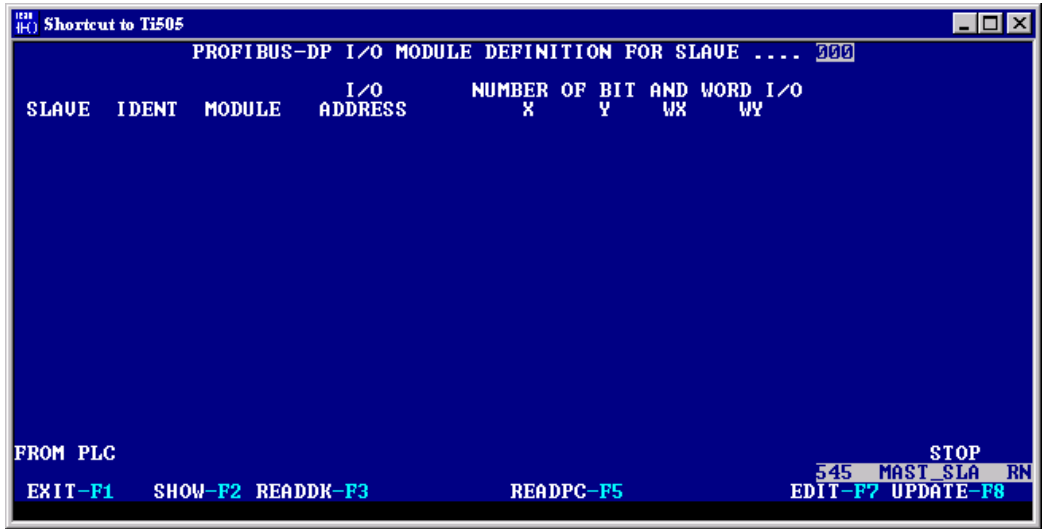 Shortcut to Ti505
PROFIBUS-DP I/O MODULE DEFINITION FOR SLAVE .... 000
I/O NUMBER OF BIT AND WORD I/O
SLAVE IDENT MODULE ADDRESS X Y WX WY
FROM PLC STOP
545 MAST_SLA RN
EXIT-F1 SHOW-F2 READDK-F3 READPC-F5 EDIT-F7 UPDATE-F8